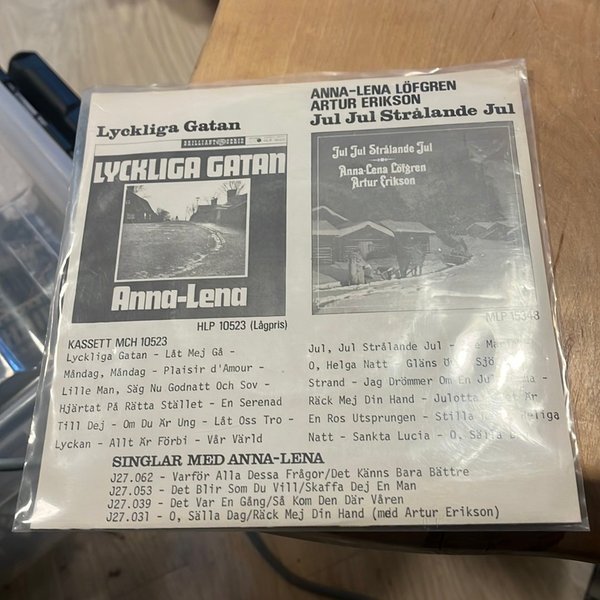 Lyckliga Gatan
BRILLIANT SERIE
LYCKLIGA GATAN
Anna-Lena
HLP 10523 (Lågpris)
KASSETT MCH 10523
Lyckliga Gatan - Låt Mej Gå -
Måndag, Måndag - Plaisir d'Amour -
Lille Man, Säg Nu Godnatt Och Sov -
Hjärtat På Rätta Stället - En Serenad
Till Dej - Om Du Är Ung - Låt Oss Tro -
Lyckan - Allt Är Förbi - Vår Värld
ANNA-LENA LÖFGREN
ARTUR ERIKSON
Jul Jul Strålande Jul
Jul Jul Strålande Jul
Anna-Lena Löfgren
Artur Erikson
MLP 15348
Jul, Jul Strålande Jul -
O, Helga Natt - Gläns
Strand - Jag Drömmer Om En
Räck Mej Din Hand - Julotta
En Ros Utsprungen - Stilla
Natt - Sankta Lucia - O, Sälla
SINGLAR MED ANNA-LENA
J27.062 - Varför Alla Dessa Frågor/Det Känns Bara Bättre
J27.053 - Det Blir Som Du Vill/Skaffa Dej En Man
J27.039 - Det Var En Gång/Så Kom Den Där Våren
J27.031 - O, Sälla Dag/Räck Mej Din Hand (med Artur Erikson)